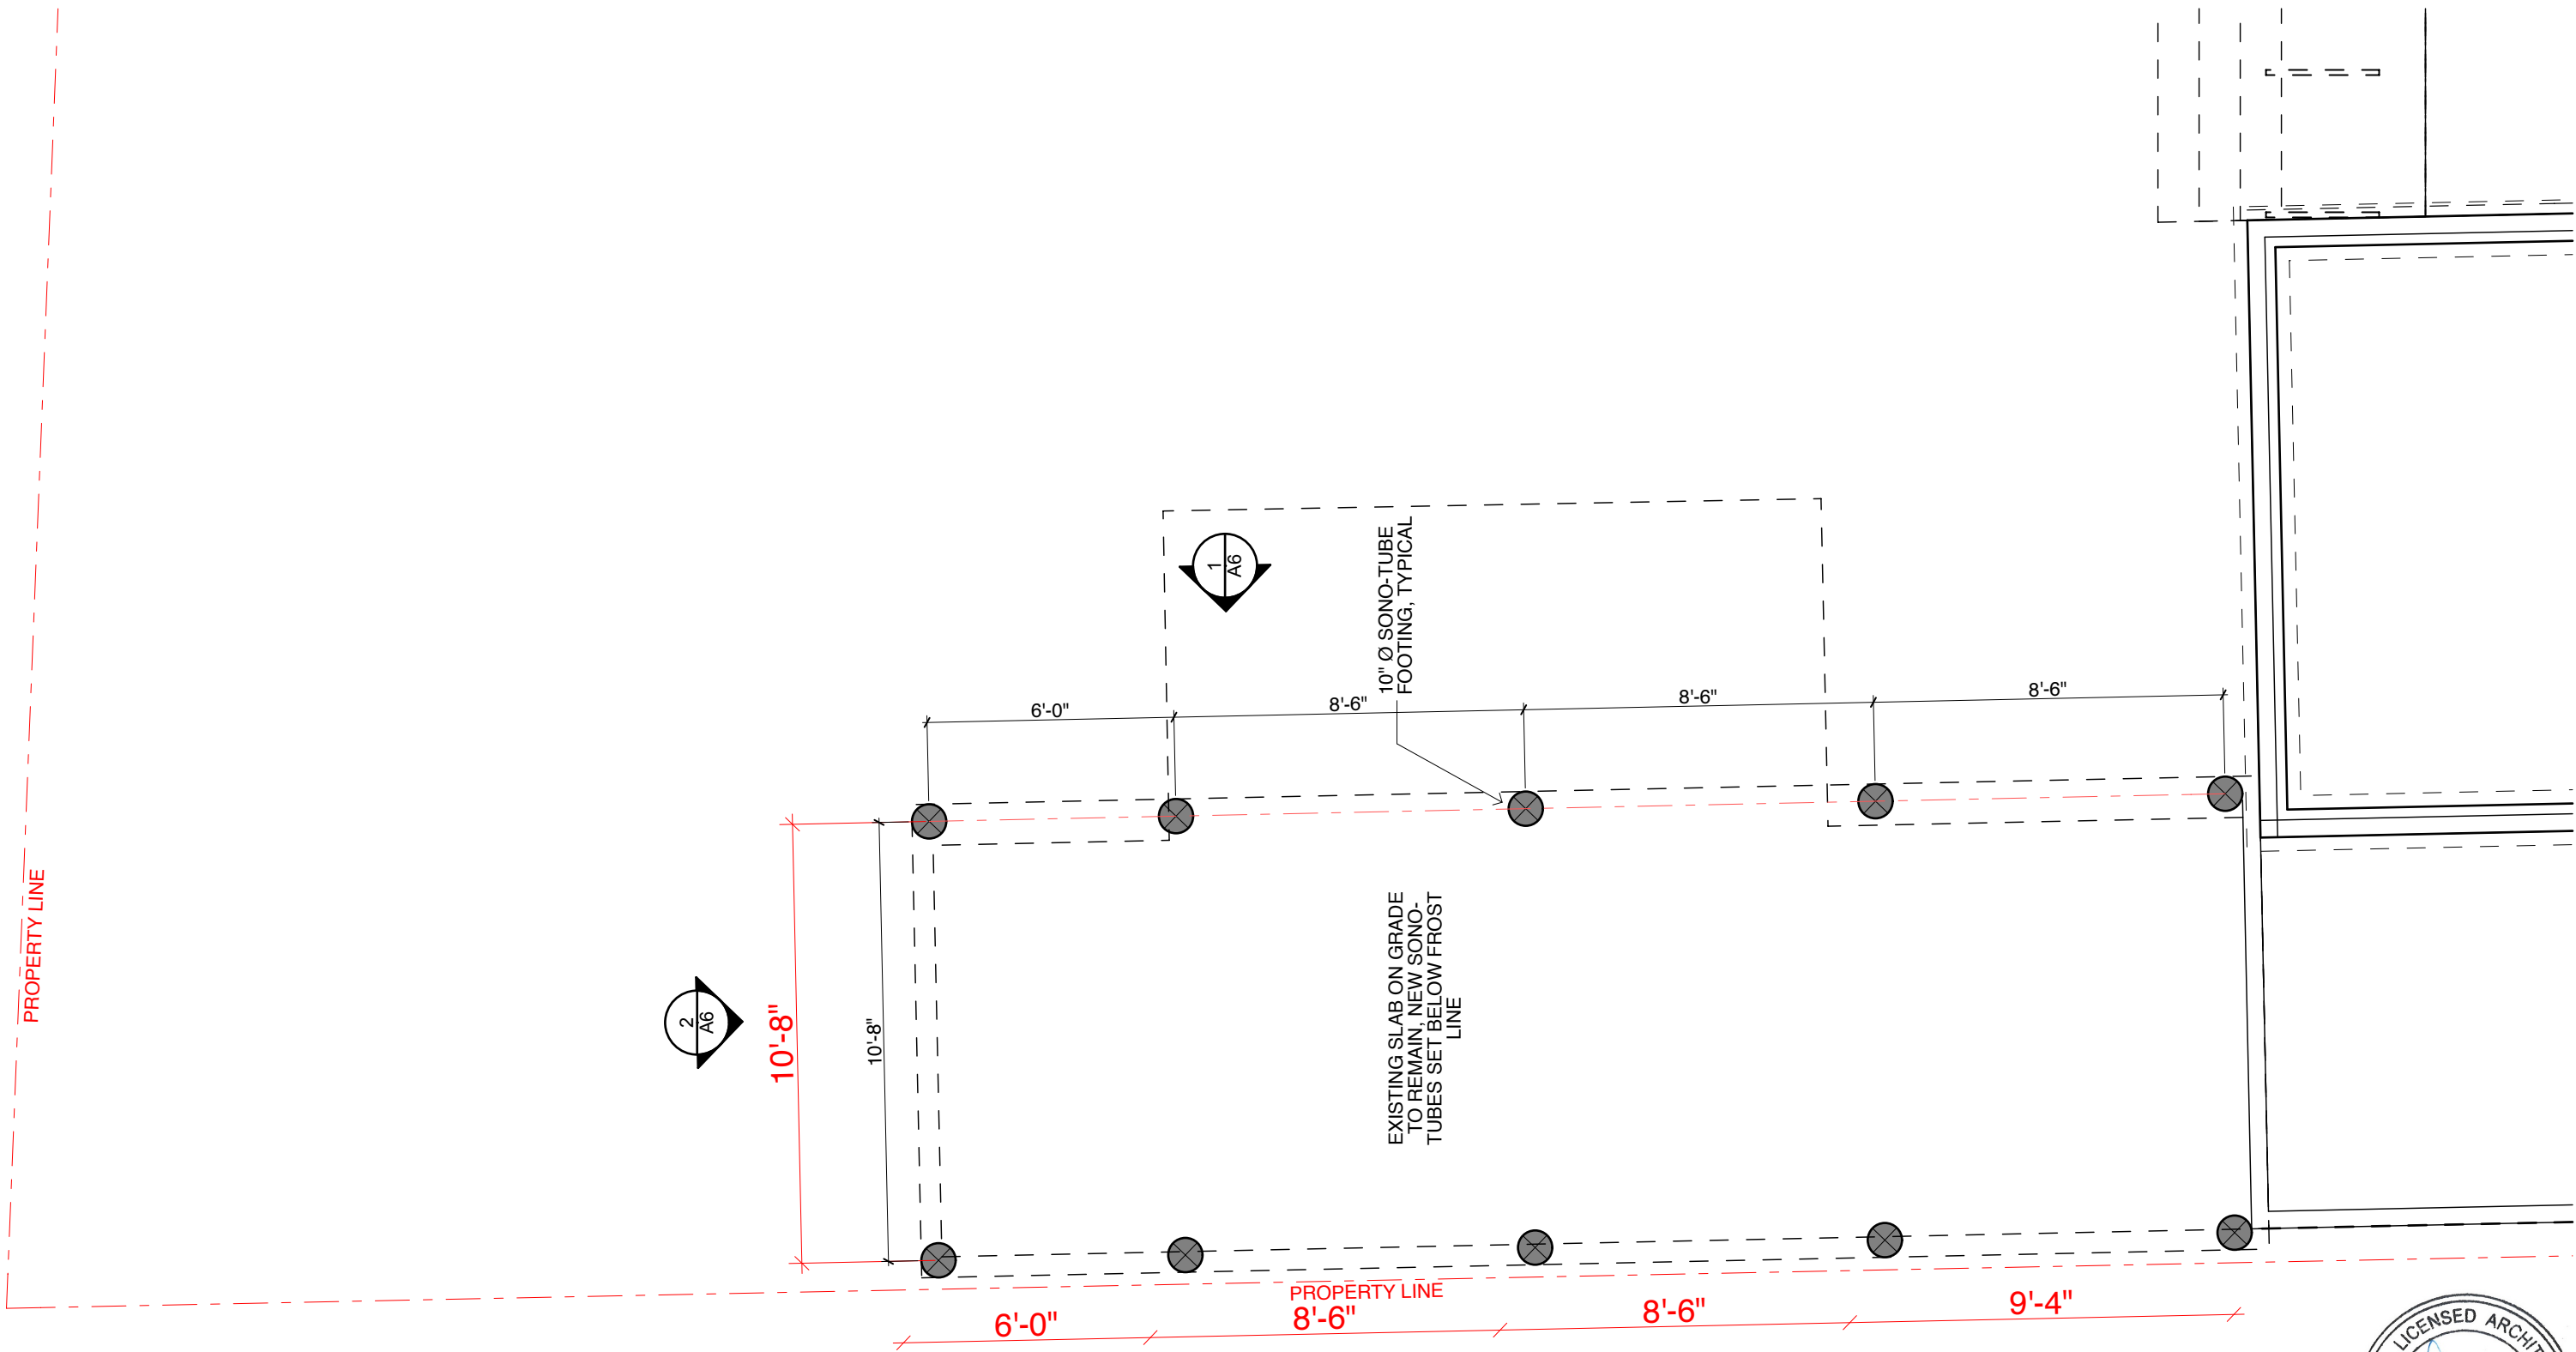 1
A6
10" Ø SONO-TUBE
FOOTING, TYPICAL
6'-0"
8'-6"
8'-6"
8'-6"
PROPERTY LINE
2
A6
10'-8"
10'-8"
EXISTING SLAB ON GRADE
TO REMAIN, NEW SONO-
TUBES SET BELOW FROST
LINE
PROPERTY LINE
6'-0"
8'-6"
8'-6"
9'-4"
LICENSED